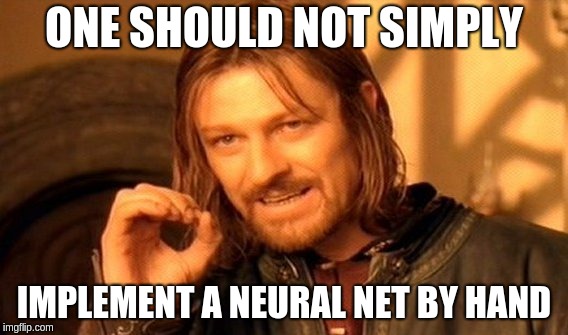 ONE SHOULD NOT SIMPLY
IMPLEMENT A NEURAL NET BY HAND
imgflip.com